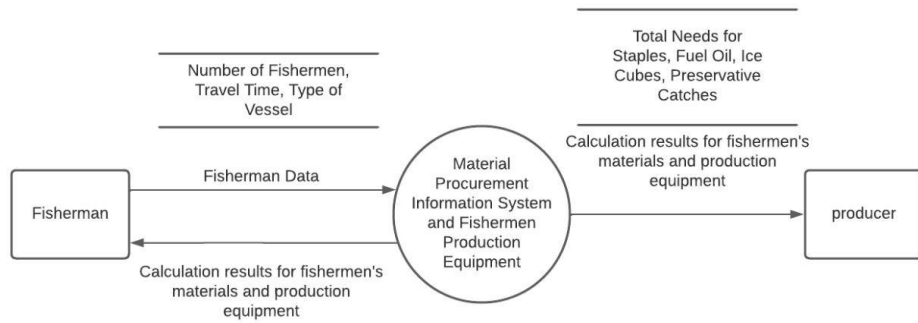 Number of Fishermen,
Travel Time, Type of
Vessel
Total Needs for
Staples, Fuel Oil, Ice
Cubes, Preservative
Catches
Fisherman
Fisherman Data
Calculation results for fishermen's
materials and production
equipment
Material
Procurement
Information System
and Fishermen
Production
Equipment
Calculation results for fishermen's
materials and production
equipment
producer